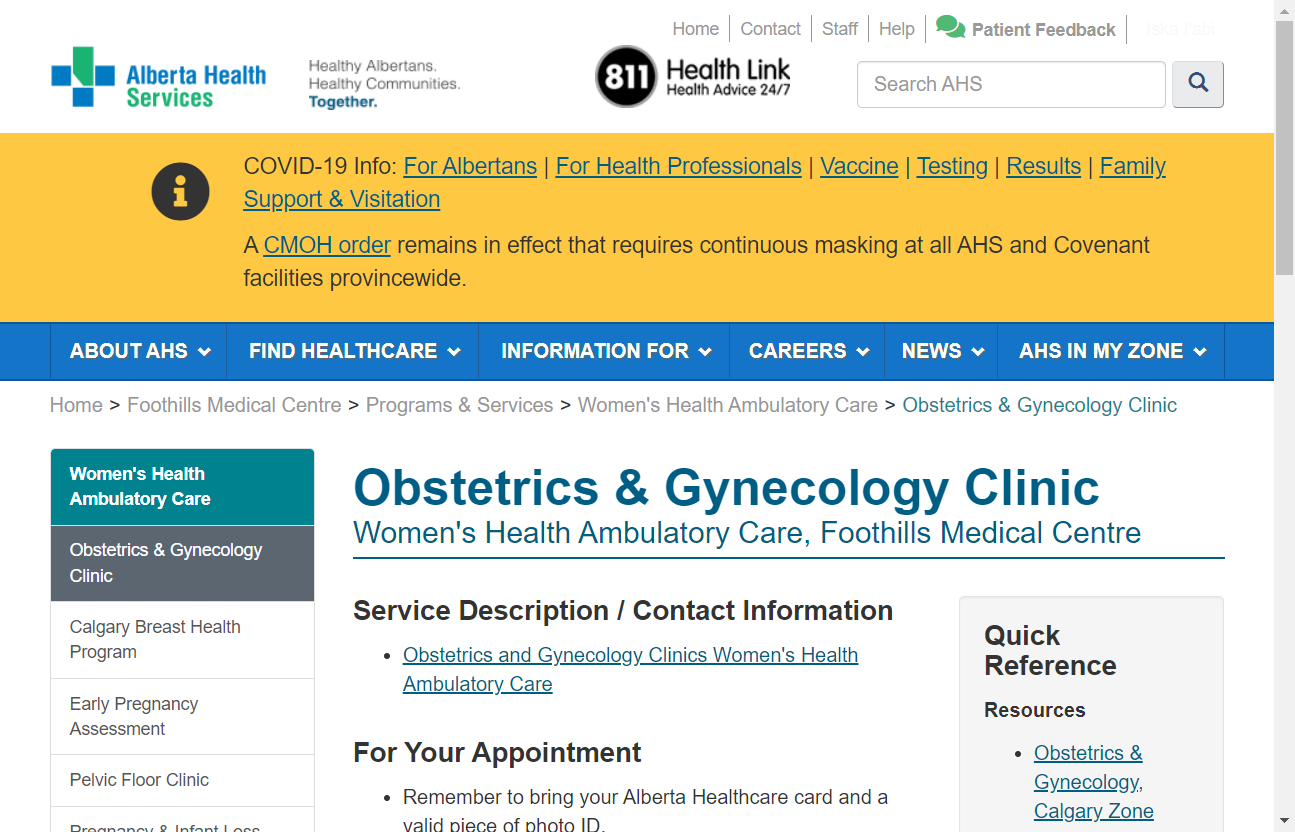 Home Contact Staff Help Patient Feedback
Alberta Health Services
Healthy Albertans.
Healthy Communities.
Together.
811 Health Link
Health Advice 24/7
Search AHS
COVID-19 Info: For Albertans | For Health Professionals | Vaccine | Testing | Results | Family
Support & Visitation
A CMOH order remains in effect that requires continuous masking at all AHS and Covenant
facilities provincewide.
ABOUT AHS FIND HEALTHCARE INFORMATION FOR CAREERS NEWS AHS IN MY ZONE
Home > Foothills Medical Centre > Programs & Services > Women's Health Ambulatory Care > Obstetrics & Gynecology Clinic
Women's Health
Ambulatory Care
Obstetrics & Gynecology
Clinic
Calgary Breast Health
Program
Early Pregnancy
Assessment
Pelvic Floor Clinic
Pregnancy & Infant Loss
Obstetrics & Gynecology Clinic
Women's Health Ambulatory Care, Foothills Medical Centre
Service Description / Contact Information
• Obstetrics and Gynecology Clinics Women's Health
Ambulatory Care
For Your Appointment
• Remember to bring your Alberta Healthcare card and a
valid piece of photo ID.
Quick
Reference
Resources
• Obstetrics &
Gynecology,
Calgary Zone